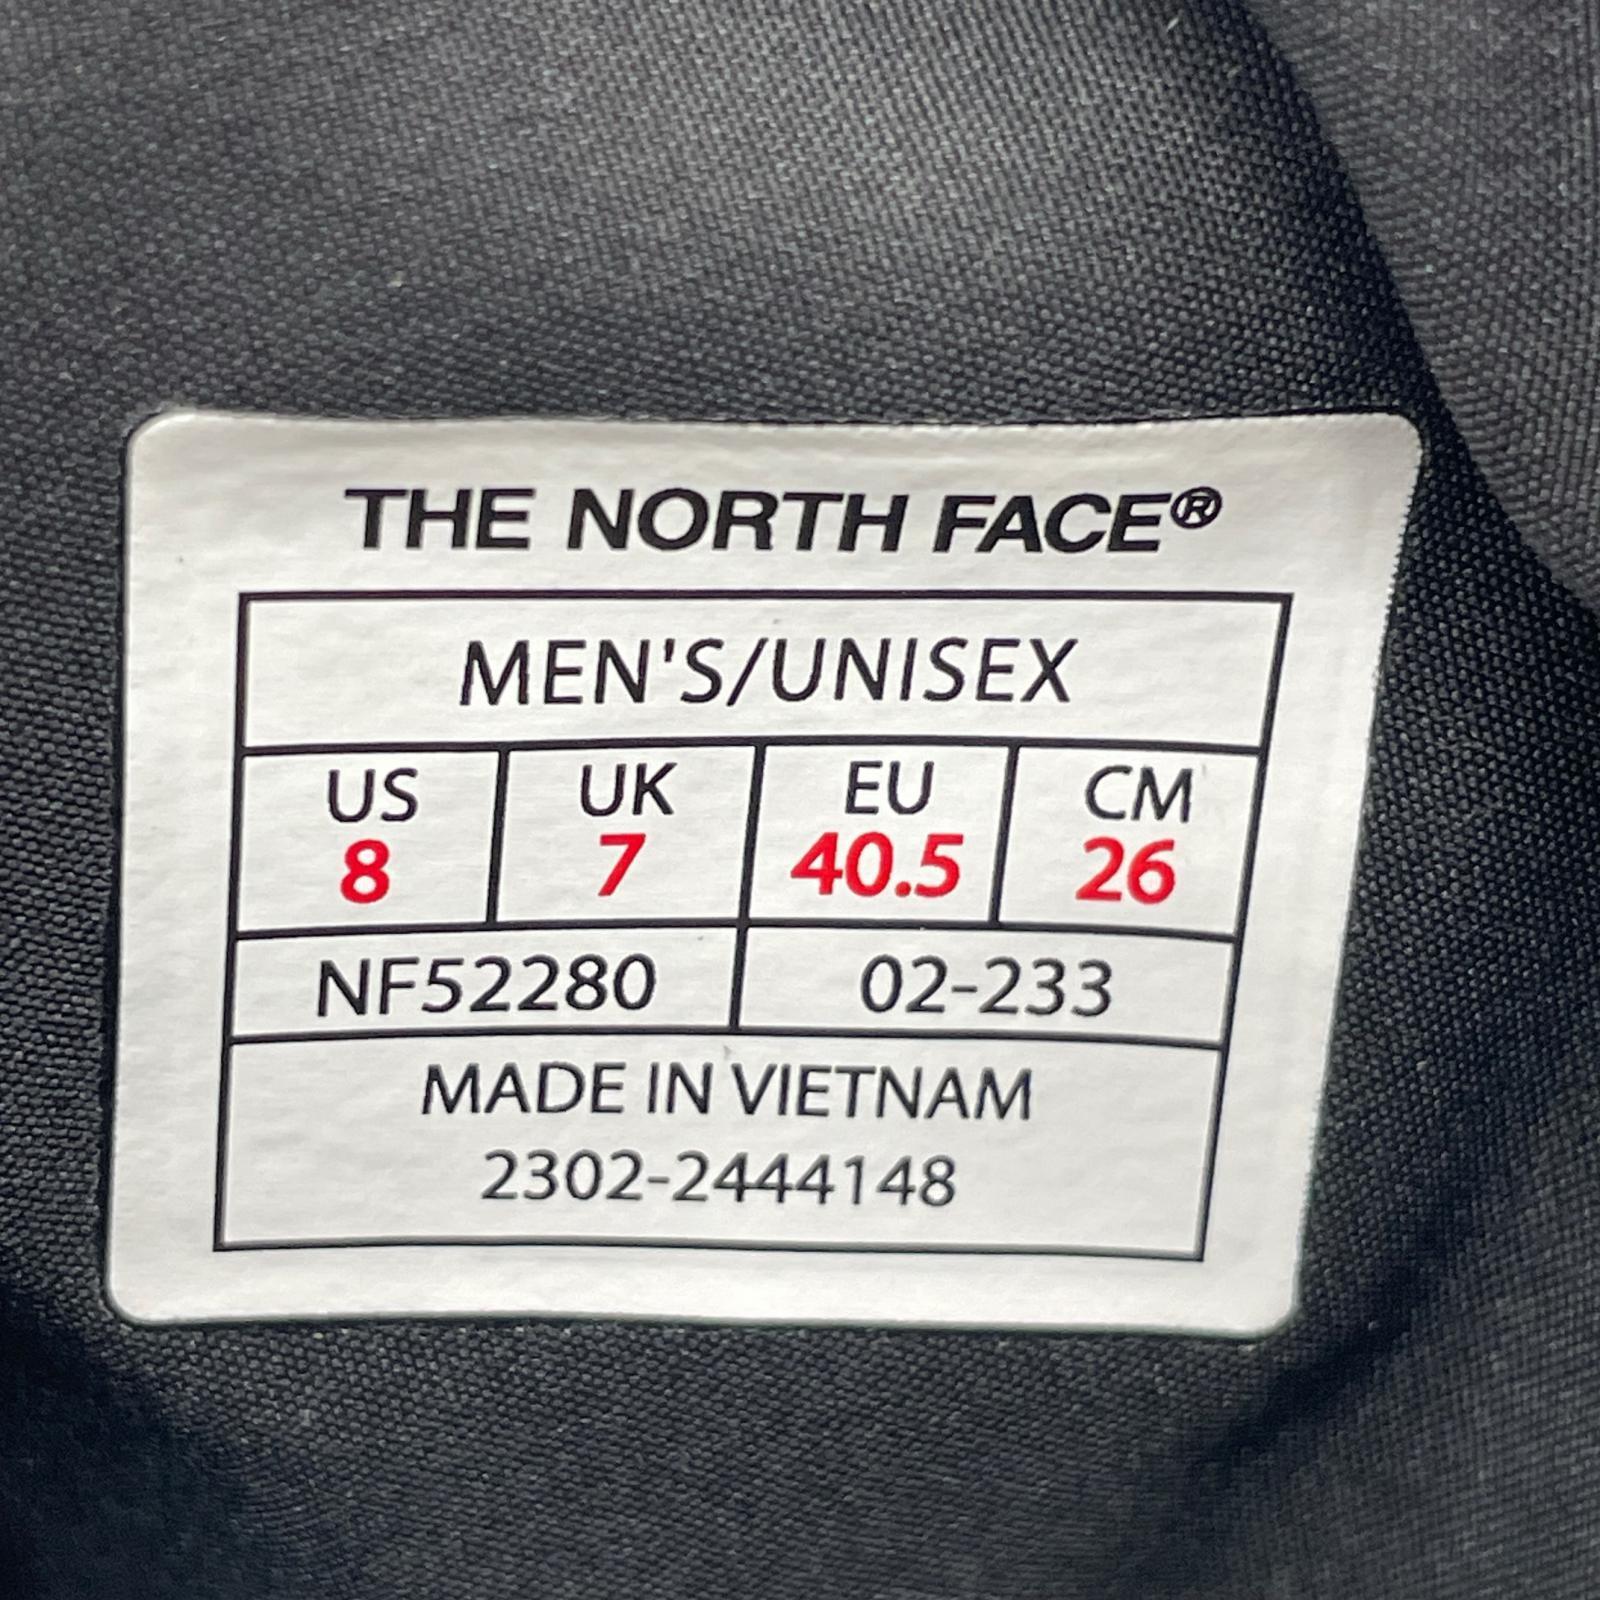 THE NORTH FACE®
MEN'S/UNISEX
US UK EU CM
8 7 40.5 26
NF52280 02-233
MADE IN VIETNAM
2302-2444148